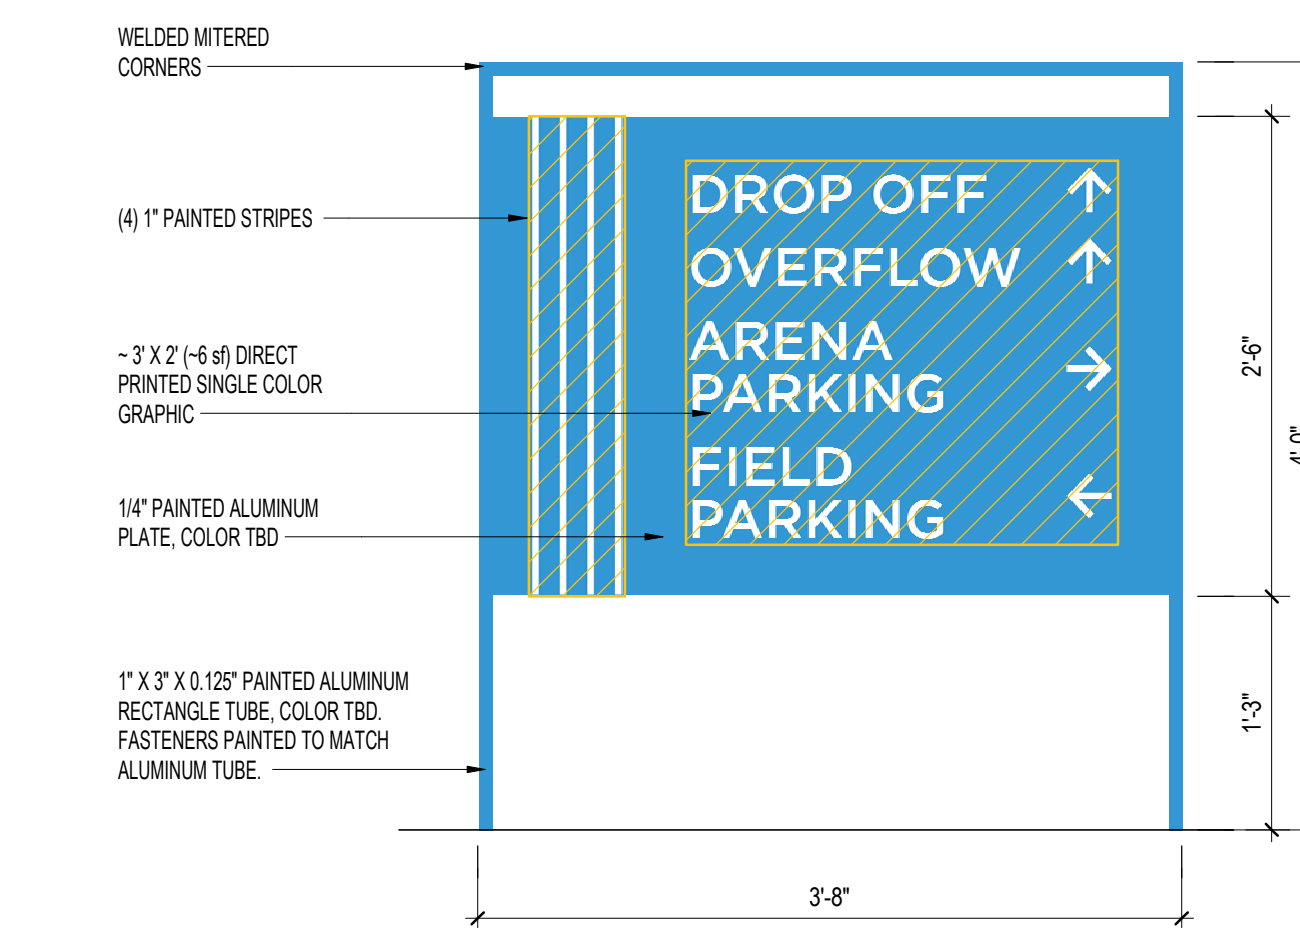 WELDED MITERED
CORNERS
(4) 1" PAINTED STRIPES
~ 3' X 2' (~6 sf) DIRECT
PRINTED SINGLE COLOR
GRAPHIC
1/4" PAINTED ALUMINUM
PLATE, COLOR TBD
1" X 3" X 0.125" PAINTED ALUMINUM
RECTANGLE TUBE, COLOR TBD.
FASTENERS PAINTED TO MATCH
ALUMINUM TUBE.
DROP OFF ↑
OVERFLOW ↑
ARENA
PARKING →
FIELD
PARKING ←
2'-6"
4'-0"
1'-3"
3'-8"